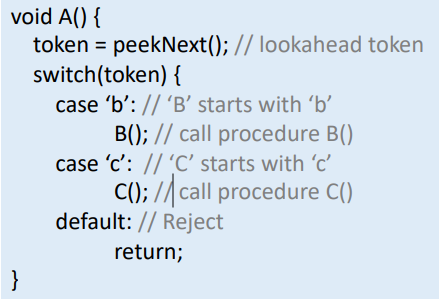 void A() {
token = peekNext(); // lookahead token
switch(token) {
case ‘b’: // ‘B’ starts with ‘b’
B(); // call procedure B()
case ‘c’: // ‘C’ starts with ‘c’
C(); // call procedure C()
default: // Reject
return;
}